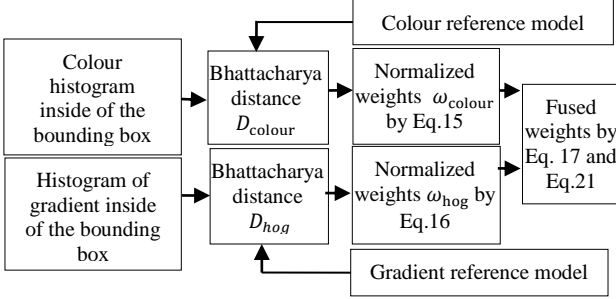 Colour reference model
Colour
histogram
inside of the
bounding box
Bhattacharya
distance
D_colour
Normalized
weights ω_colour
by Eq.15
Fused
weights by
Eq. 17 and
Eq.21
Histogram of
gradient inside
of the bounding
box
Bhattacharya
distance
D_hog
Normalized
weights ω_hog by
Eq.16
Gradient reference model